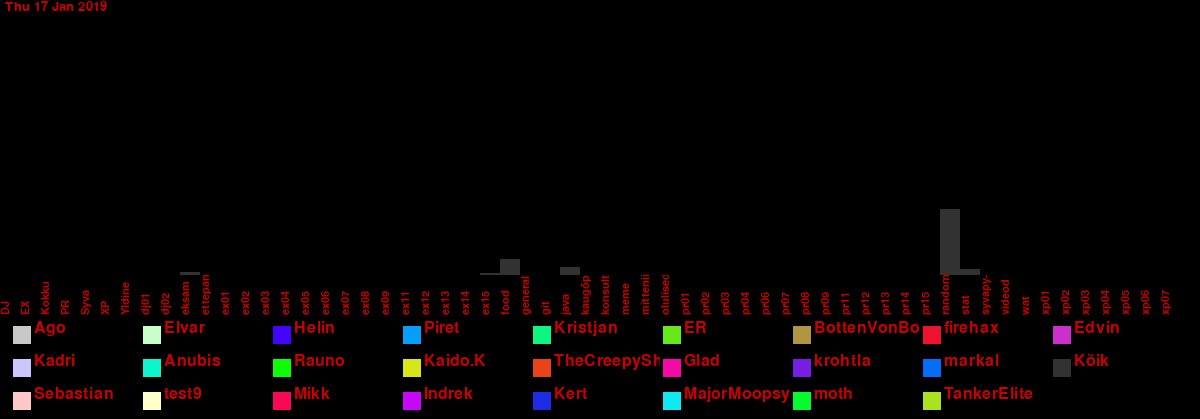 Thu 17 Jan 2019
DJ EX Kokku PR Syva XP Yldine dj01 dj02 eksam ettepan ex01 ex02 ex03 ex04 ex05 ex06 ex07 ex08 ex09 ex11 ex12 ex13 ex14 ex15 food general git java kaugõp konsult meme mittenii olulised pr01 pr02 pr03 pr04 pr06 pr07 pr08 pr09 pr11 pr12 pr13 pr14 pr15 random stat syvapy- videod wat xp01 xp02 xp03 xp04 xp05 xp06 xp07
Ago Elvar Helin Piret Kristjan ER BottenVonBo firehax Edvin
Kadri Anubis Rauno Kaido.K TheCreepySh Glad krohtla markal Kõik
Sebastian test9 Mikk Indrek Kert MajorMoopsy moth TankerElite